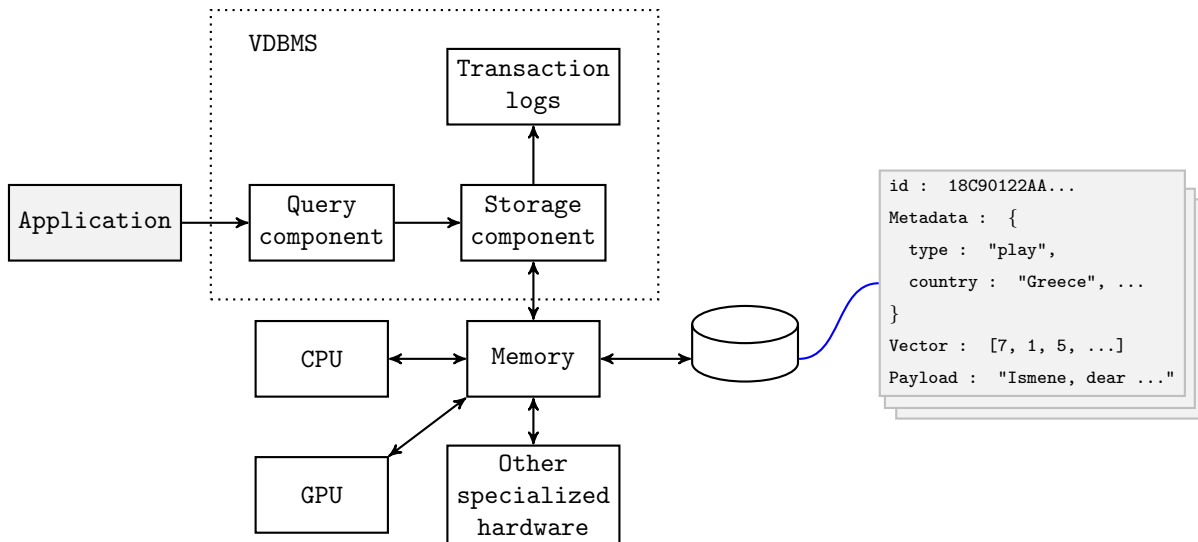 VDBMS
Transaction
logs
Application
Query
component
Storage
component
CPU
Memory
GPU
Other
specialized
hardware
id : 18C90122AA...
Metadata : {
type : "play",
country : "Greece", ...
}
Vector : [7, 1, 5, ...]
Payload : "Ismene, dear ..."